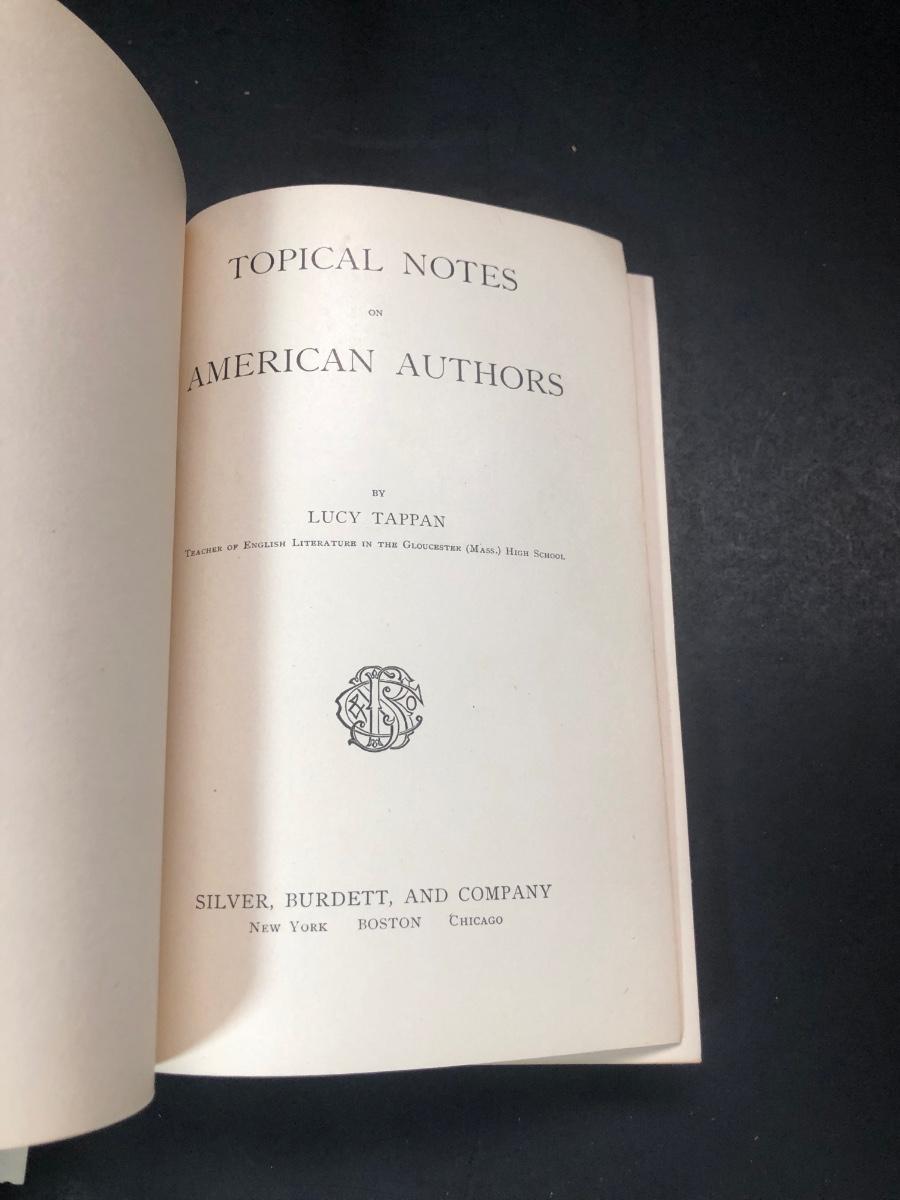 TOPICAL NOTES
ON
AMERICAN AUTHORS
BY
LUCY TAPPAN
TEACHER OF ENGLISH LITERATURE IN THE GLOUCESTER (MASS.) HIGH SCHOOL
SILVER, BURDETT, AND COMPANY
NEW YORK BOSTON CHICAGO